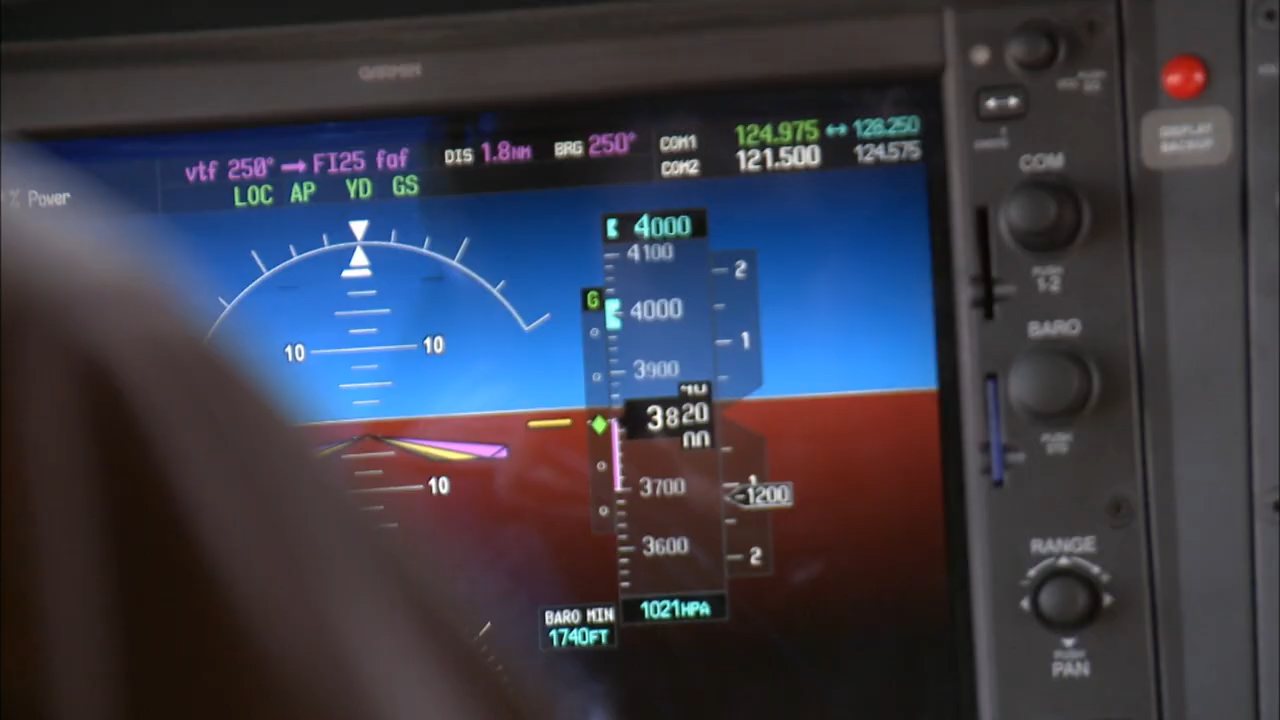 GARMIN
vtf 250° → FI25 faf
DIS 1.8NM BRG 250°
COM1 124.975 ↔ 128.250
COM2 121.500 124.575
% Power
LOC AP YD GS
4000
4100
G 4000
3900
3820
3700
3600
2
1
1
-1200
2
10 10
10
BARO MIN
1740FT
1021HPA
COM
PUSH
1-2
BARO
PUSH
STD
RANGE
PUSH
PAN
DISPLAY
BACKUP